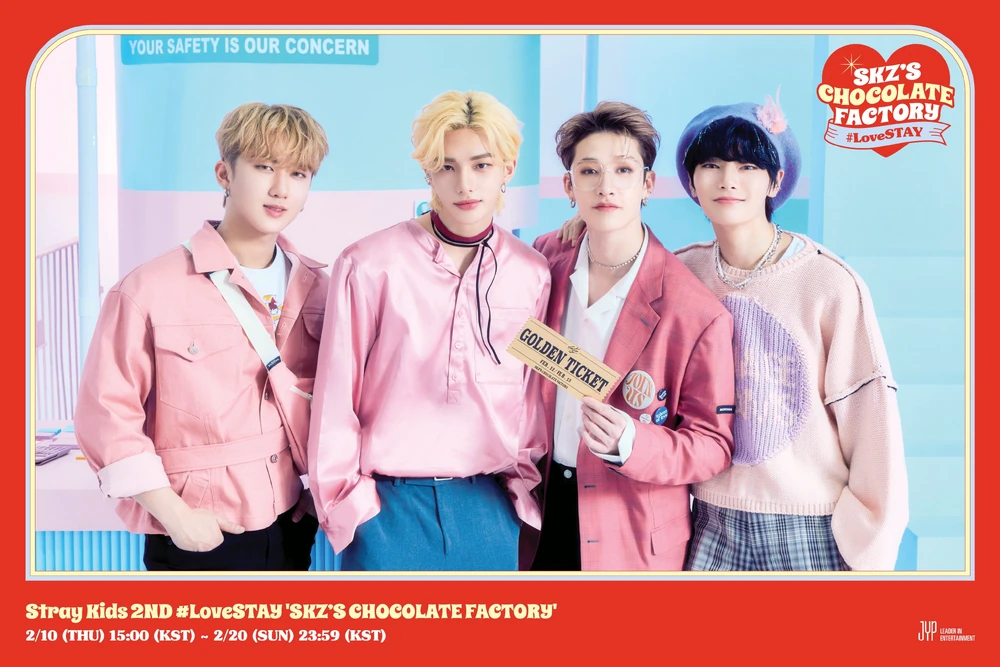 YOUR SAFETY IS OUR CONCERN
SKZ'S
CHOCOLATE
FACTORY
#LoveSTAY
GOLDEN TICKET
Stray Kids 2ND #LoveSTAY 'SKZ'S CHOCOLATE FACTORY'
2/10 (THU) 15:00 (KST) ~ 2/20 (SUN) 23:59 (KST)
JYP LEADER IN
ENTERTAINMENT